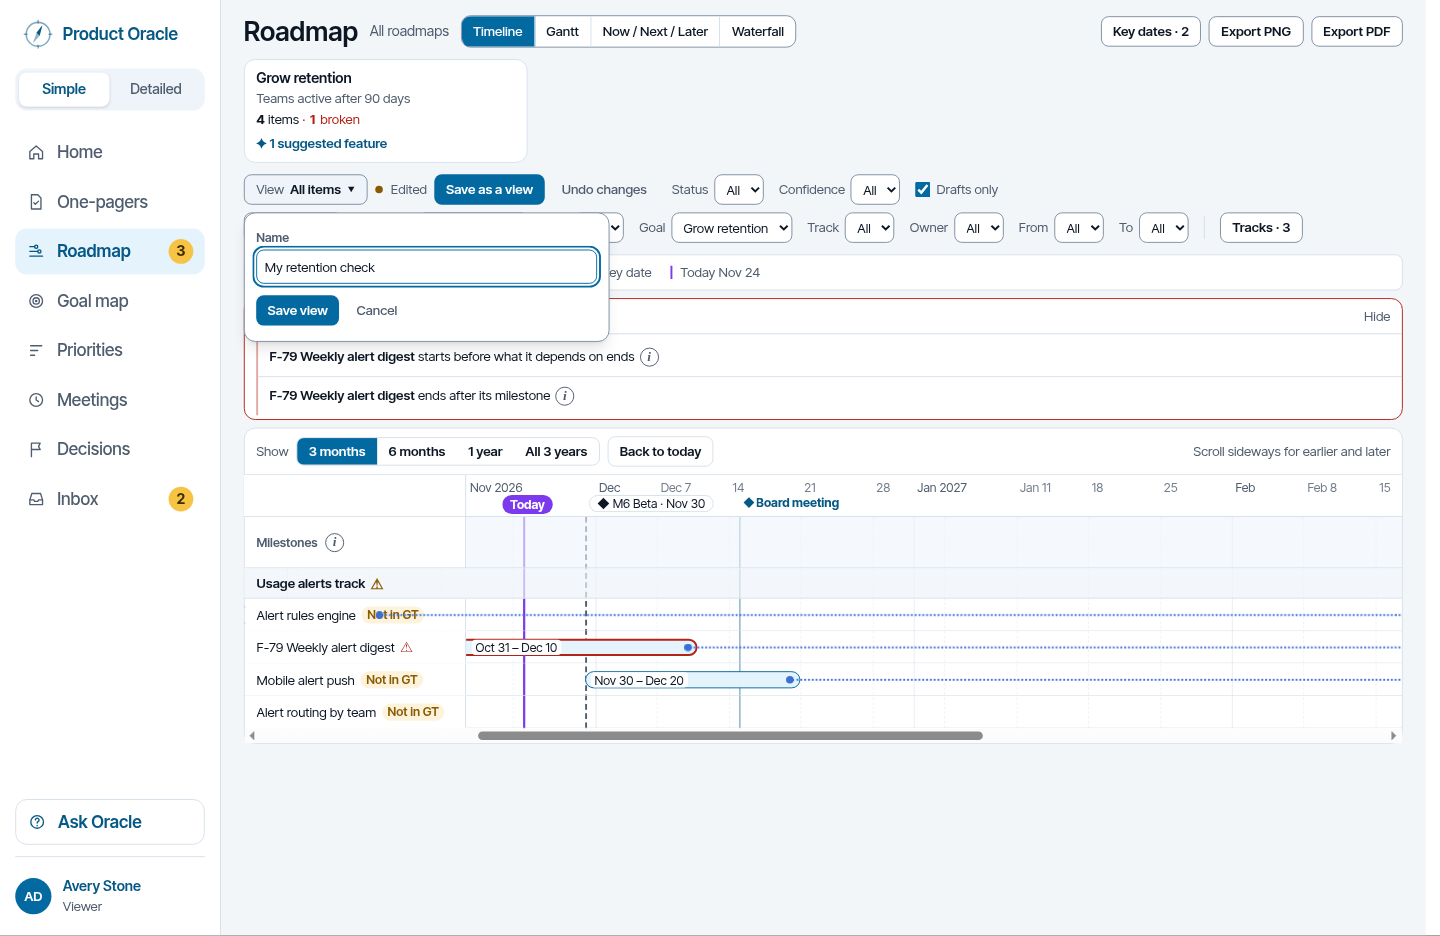 Product Oracle
Simple
Detailed
Home
One-pagers
Roadmap
3
Goal map
Priorities
Meetings
Decisions
Inbox
2
Ask Oracle
AD
Avery Stone
Viewer
Roadmap
All roadmaps
Timeline
Gantt
Now / Next / Later
Waterfall
Key dates · 2
Export PNG
Export PDF
Grow retention
Teams active after 90 days
4 items · 1 broken
1 suggested feature
View All items
Edited
Save as a view
Undo changes
Status
All
Confidence
All
Drafts only
Goal
Grow retention
Track
All
Owner
All
From
All
To
All
Tracks · 3
Name
My retention check
Save view
Cancel
date
Today Nov 24
Hide
F-79 Weekly alert digest starts before what it depends on ends
i
F-79 Weekly alert digest ends after its milestone
i
Show
3 months
6 months
1 year
All 3 years
Back to today
Scroll sideways for earlier and later
Nov 2026
Dec
Dec 7
14
21
28
Jan 2027
Jan 11
18
25
Feb
Feb 8
15
Today
M6 Beta · Nov 30
Board meeting
Milestones
i
Usage alerts track
Alert rules engine
Not in GT
F-79 Weekly alert digest
Oct 31 – Dec 10
Mobile alert push
Not in GT
Nov 30 – Dec 20
Alert routing by team
Not in GT